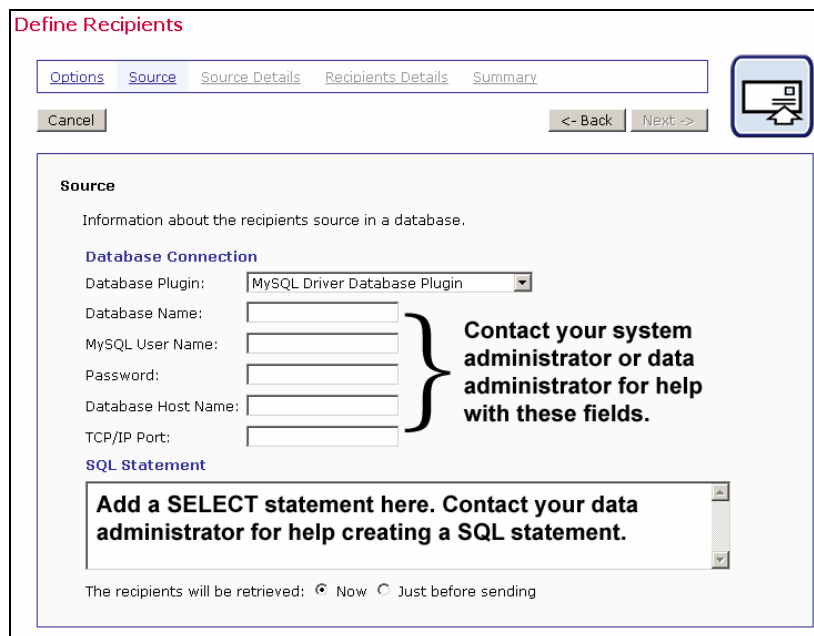 Define Recipients
Options Source Source Details Recipients Details Summary
Cancel <- Back Next ->
Source
Information about the recipients source in a database.
Database Connection
Database Plugin: MySQL Driver Database Plugin
Database Name:
MySQL User Name:
Password:
Database Host Name:
TCP/IP Port:
Contact your system
administrator or data
administrator for help
with these fields.
SQL Statement
Add a SELECT statement here. Contact your data
administrator for help creating a SQL statement.
The recipients will be retrieved: Now Just before sending